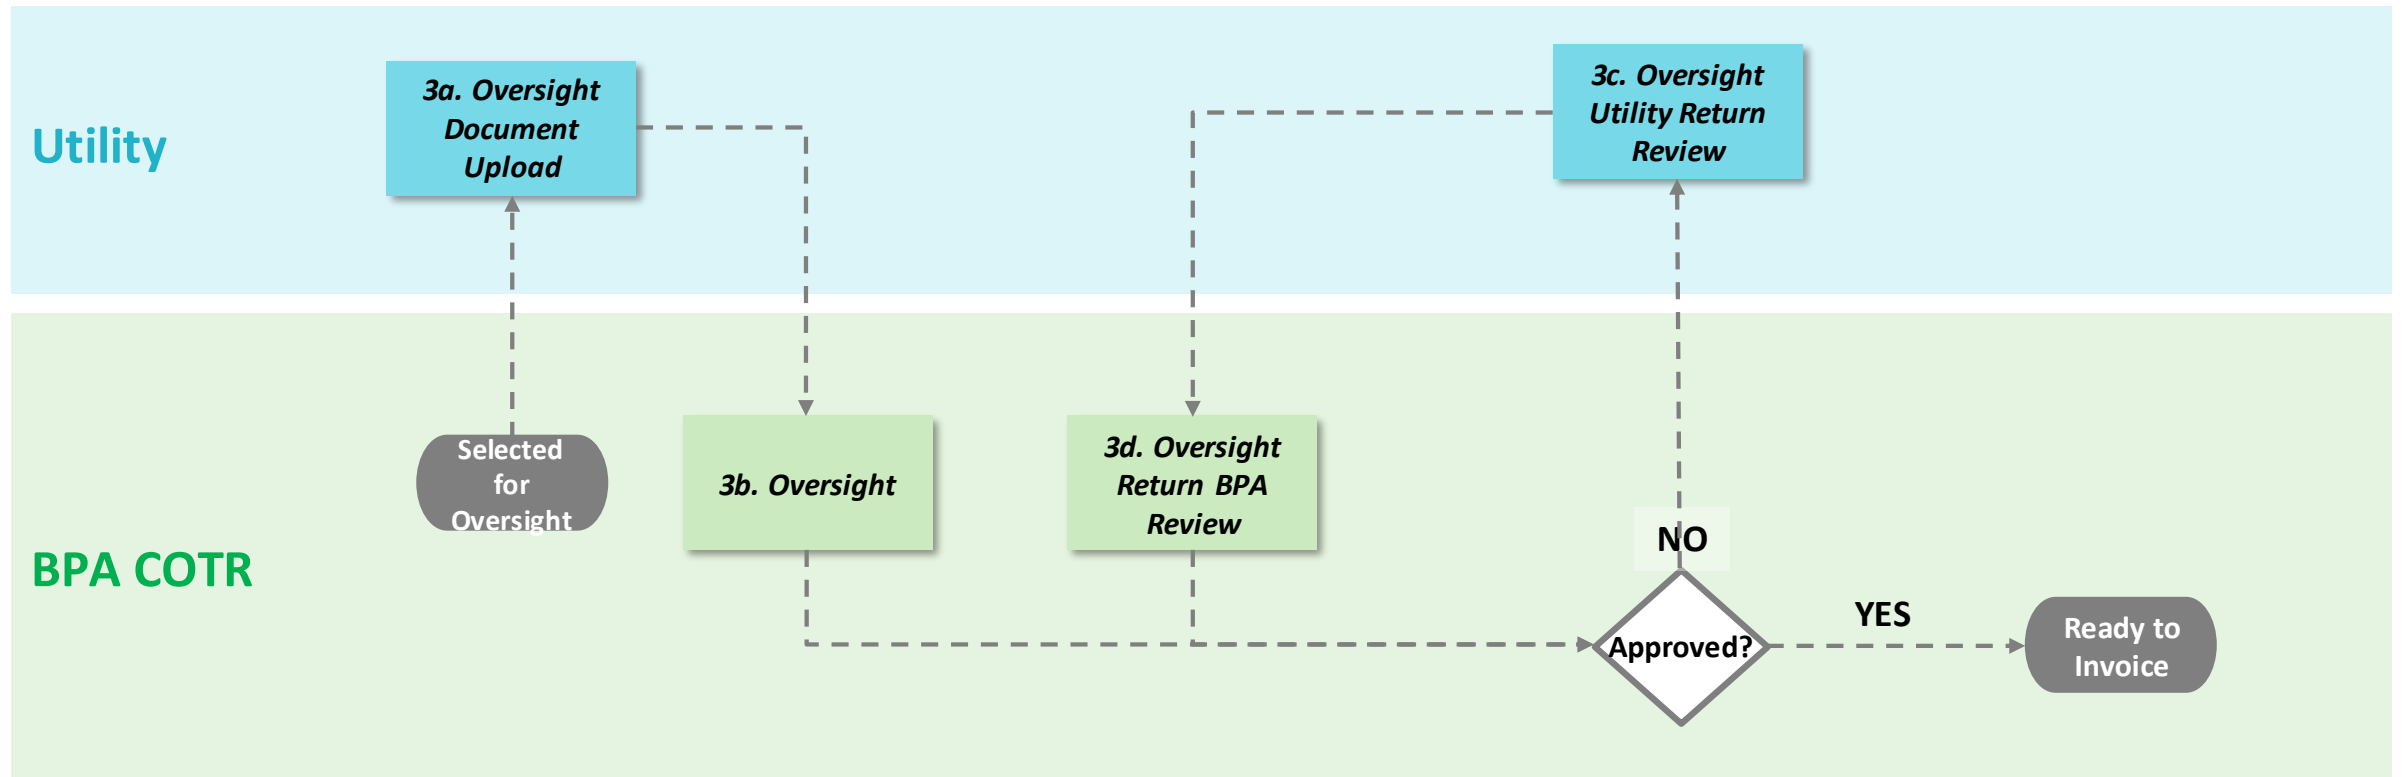 Utility
3a. Oversight
Document
Upload
3c. Oversight
Utility Return
Review
BPA COTR
Selected
for
Oversight
3b. Oversight
3d. Oversight
Return BPA
Review
NO
Approved?
YES
Ready to
Invoice